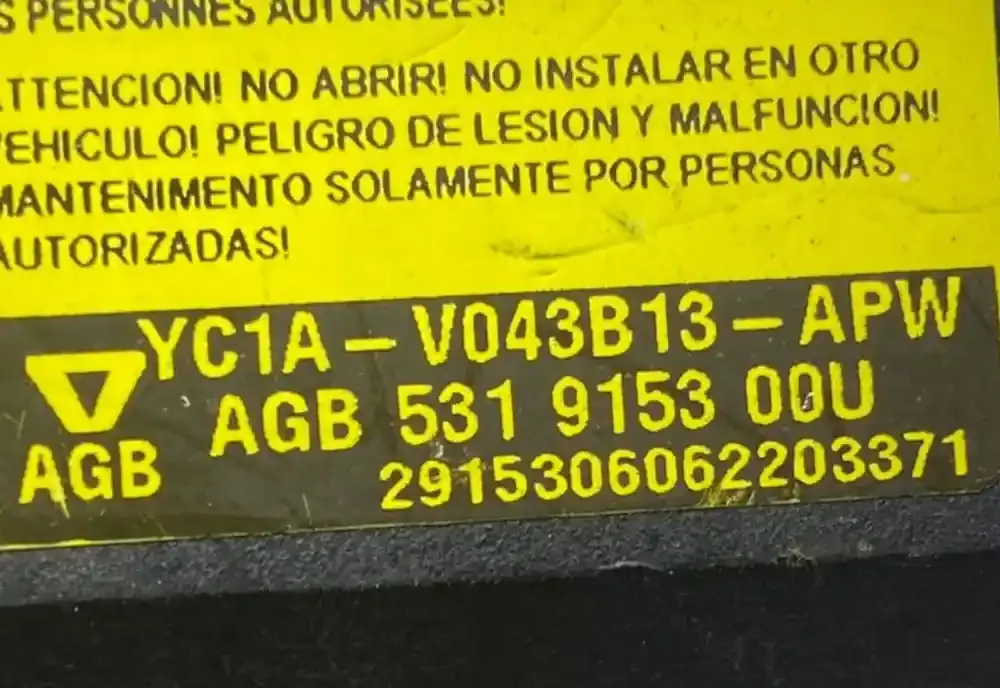 S PERSONNES AUTORISEES!
ATTENCION! NO ABRIR! NO INSTALAR EN OTRO
VEHICULO! PELIGRO DE LESION Y MALFUNCION!
MANTENIMENTO SOLAMENTE POR PERSONAS
AUTORIZADAS!
YC1A-V043B13-APW
AGB 531 9153 00U
AGB
2915306062203371